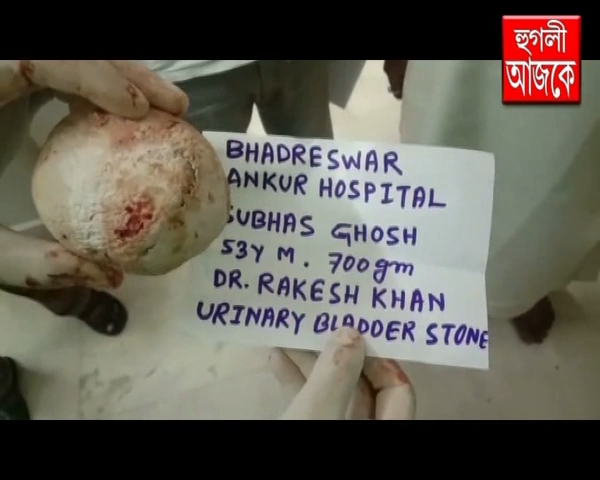 হুগলী
আজকে
BHADRESWAR
ANKUR HOSPITAL
SUBHAS GHOSH
53Y M. 700gm
DR. RAKESH KHAN
URINARY BLADDER STONE